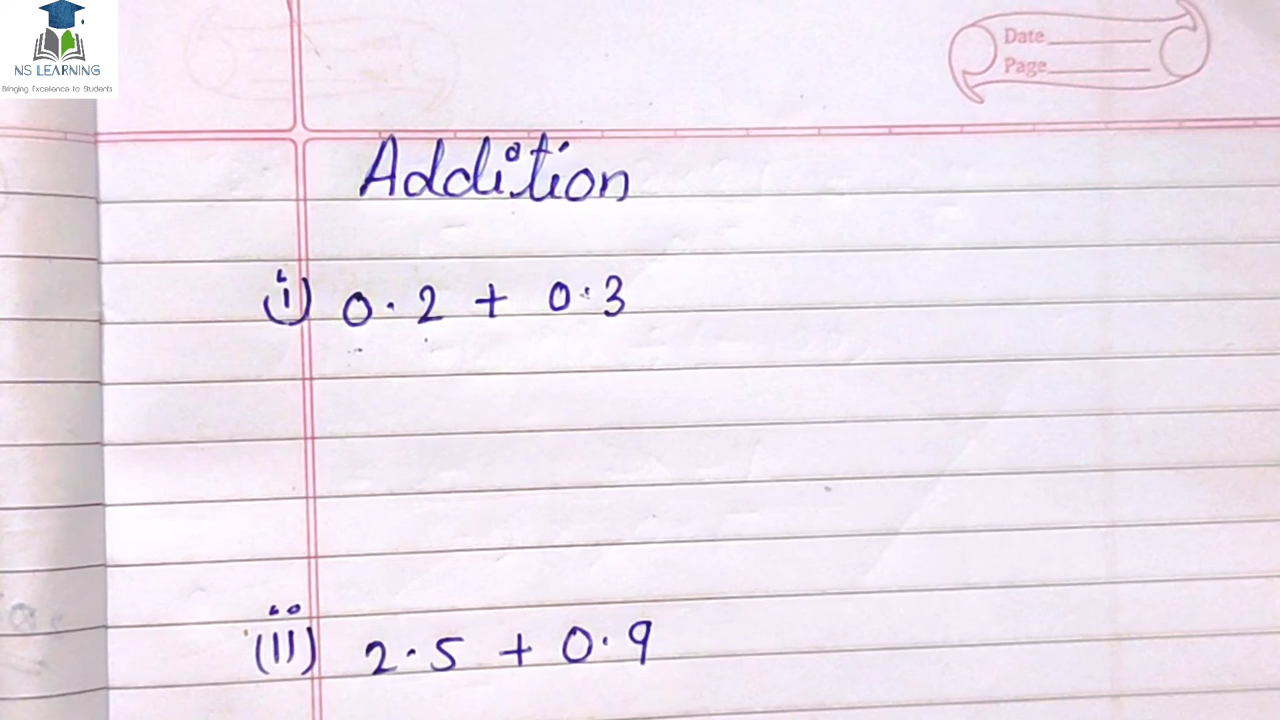 NS LEARNING
Bringing Excellence to Students
Date
Page
Addition
(i) 0.2 + 0.3
(ii) 2.5 + 0.9